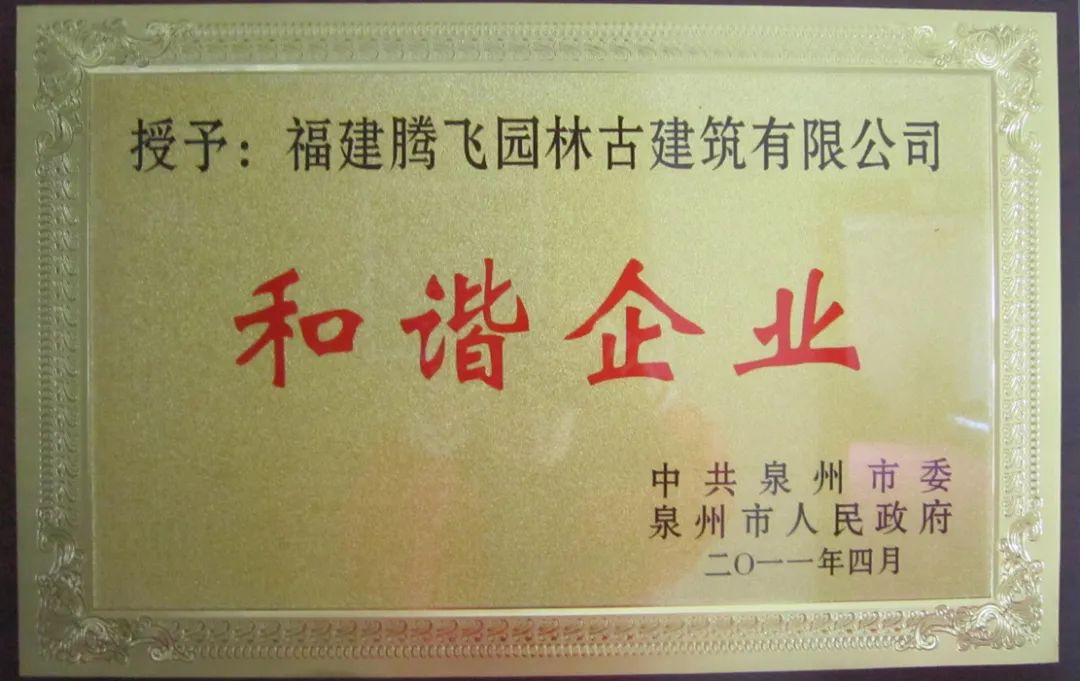 授予：福建腾飞园林古建筑有限公司
和谐企业
中共泉州市委
泉州市人民政府
二〇一一年四月